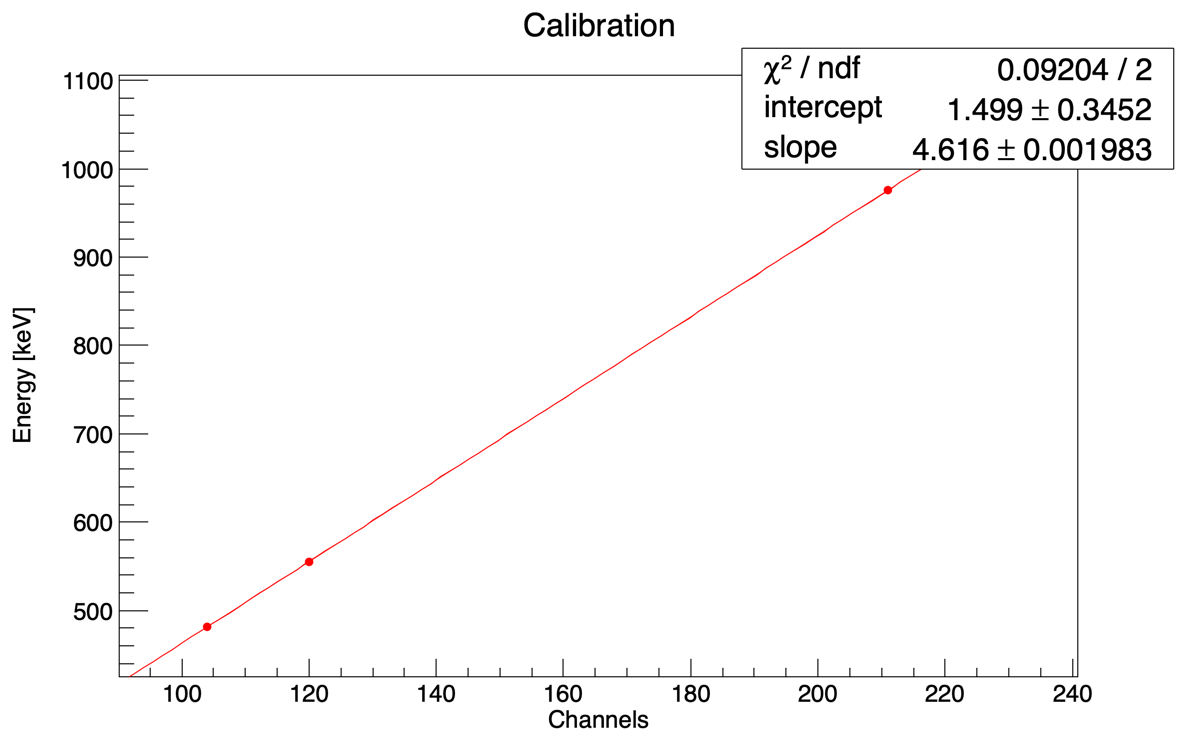 Calibration
χ² / ndf 0.09204 / 2
intercept 1.499 ± 0.3452
slope 4.616 ± 0.001983
1100
1000
900
800
700
600
500
Energy [keV]
100 120 140 160 180 200 220 240
Channels